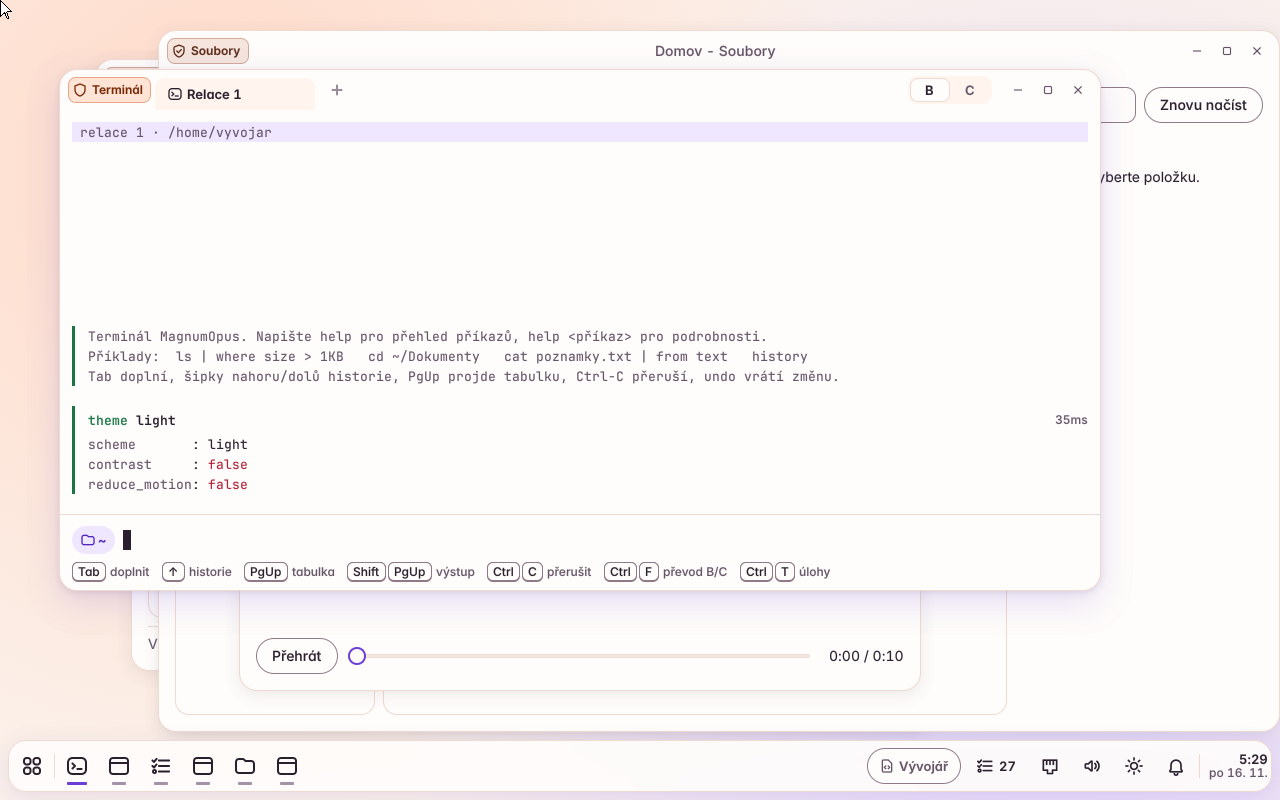 Soubory
Domov - Soubory
Terminál
Relace 1
B
C
Znovu načíst
relace 1 · /home/vyvojar
yberte položku.
Terminál MagnumOpus. Napište help pro přehled příkazů, help <příkaz> pro podrobnosti.
Příklady:  ls | where size > 1KB   cd ~/Dokumenty   cat poznamky.txt | from text   history
Tab doplní, šipky nahoru/dolů historie, PgUp projde tabulku, Ctrl-C přeruší, undo vrátí změnu.
theme light
35ms
scheme       : light
contrast     : false
reduce_motion: false
~
Tab doplnit ↑ historie PgUp tabulka Shift PgUp výstup Ctrl C přerušit Ctrl F převod B/C Ctrl T úlohy
V
Přehrát
0:00 / 0:10
Vývojář
27
5:29
po 16. 11.